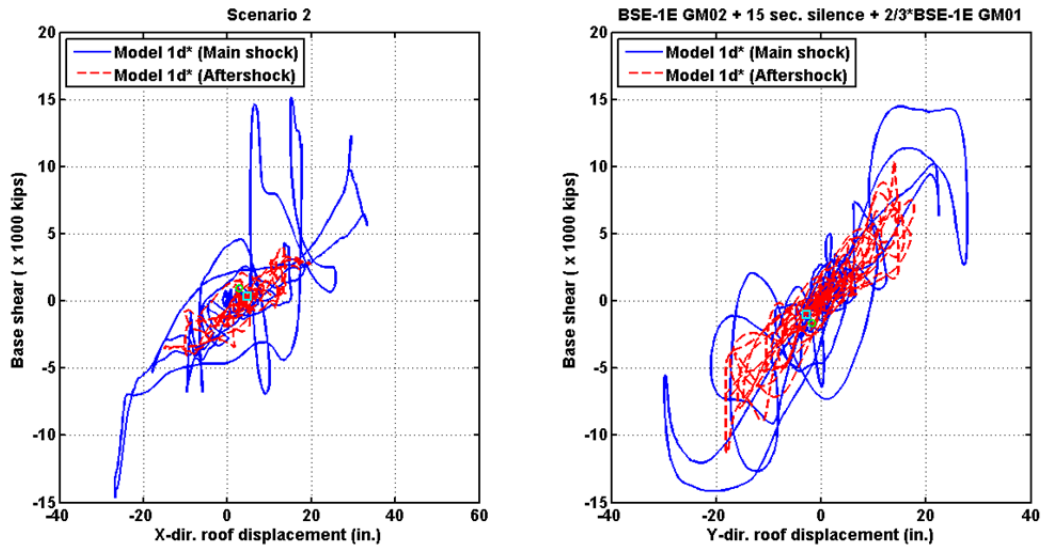 Scenario 2
20
15
10
5
0
-5
-10
-15
-40
-20
0
20
40
60
Base shear ( x 1000 kips)
X-dir. roof displacement (in.)
Model 1d* (Main shock)
Model 1d* (Aftershock)
BSE-1E GM02 + 15 sec. silence + 2/3*BSE-1E GM01
20
15
10
5
0
-5
-10
-15
-40
-20
0
20
40
Base shear ( x 1000 kips)
Y-dir. roof displacement (in.)
Model 1d* (Main shock)
Model 1d* (Aftershock)